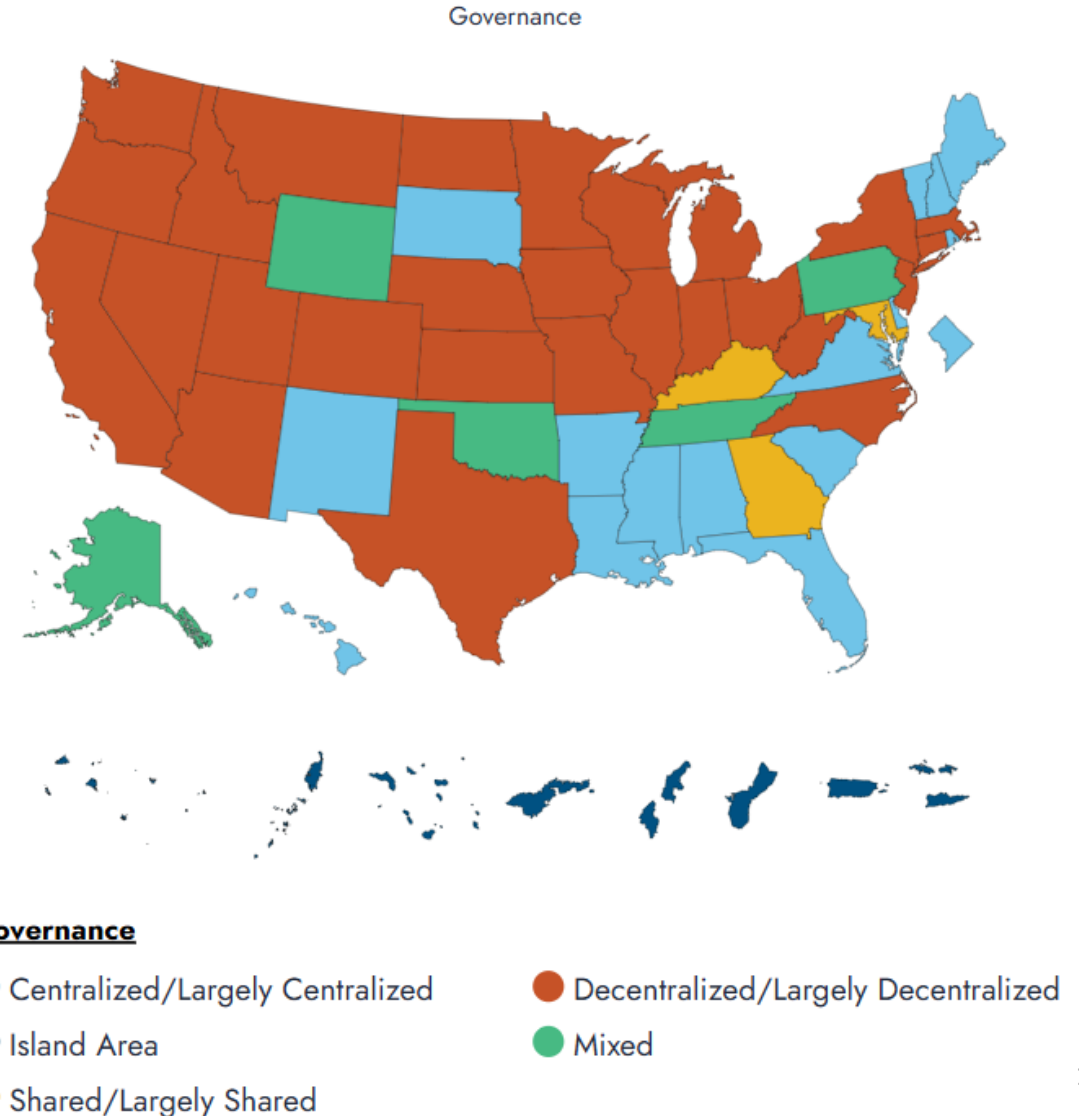 Governance
overnance
Centralized/Largely Centralized
Decentralized/Largely Decentralized
Island Area
Mixed
Shared/Largely Shared